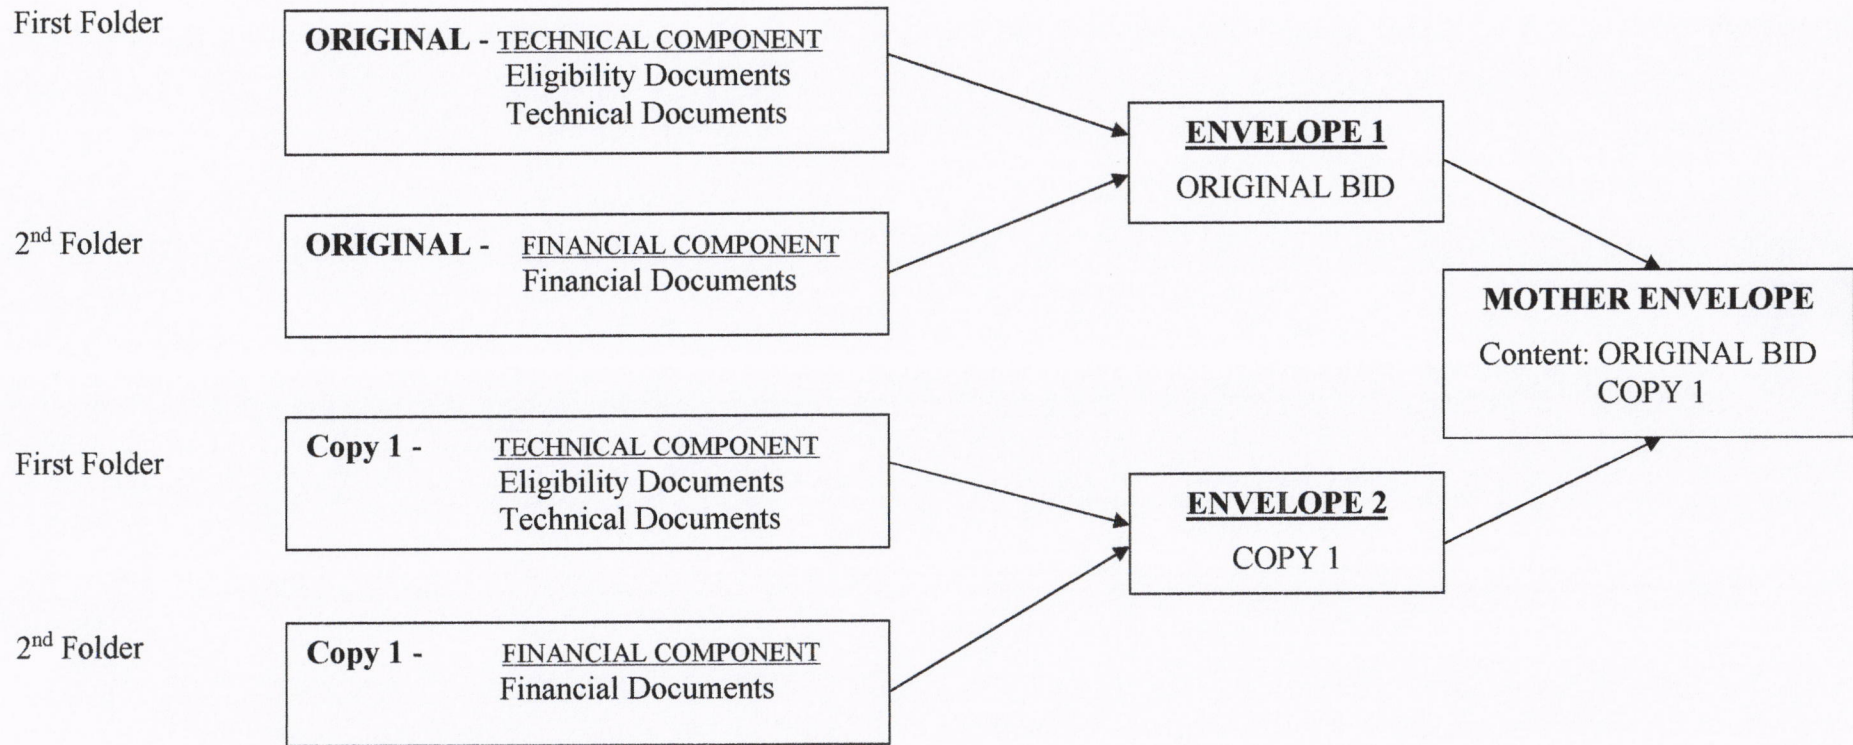 First Folder
ORIGINAL - TECHNICAL COMPONENT
Eligibility Documents
Technical Documents
2nd Folder
ORIGINAL - FINANCIAL COMPONENT
Financial Documents
First Folder
Copy 1 - TECHNICAL COMPONENT
Eligibility Documents
Technical Documents
2nd Folder
Copy 1 - FINANCIAL COMPONENT
Financial Documents
ENVELOPE 1
ORIGINAL BID
ENVELOPE 2
COPY 1
MOTHER ENVELOPE
Content: ORIGINAL BID
COPY 1